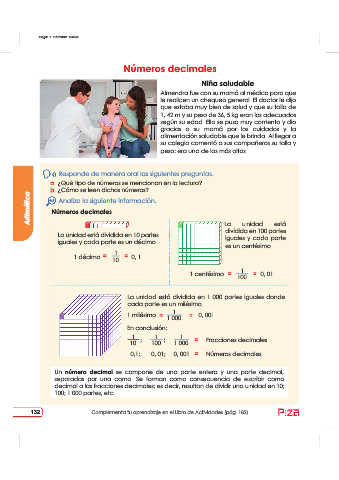 Números decimales
Niña saludable
Almendra fue con su mamá al médico para que
le realicen un chequeo general. El doctor le dijo
que estaba muy bien de salud y que su talla de
1, 42 m y su peso de 36, 5 kg eran los adecuados
según su edad. Ella se puso muy contenta y dio
gracias a su mamá por los cuidados y la
alimentación saludable que le brinda. Al llegar a
su colegio comentó a sus compañeros su talla y
peso: era una de las más altas.
Responde de manera oral las siguientes preguntas.
a ¿Qué tipo de números se mencionan en la lectura?
b ¿Cómo se leen dichos números?
Analiza la siguiente información.
Aritmética
Números decimales
La unidad está dividida en 10 partes
iguales y cada parte es un décimo
1 décimo = 1/10 = 0, 1
La unidad está
dividida en 100 partes
iguales y cada parte
es un centésimo
1 centésimo = 1/100 = 0, 01
La unidad está dividida en 1 000 partes iguales donde
cada parte es un milésimo
1 milésimo = 1/1 000 = 0, 001
En conclusión:
1/10 ; 1/100 ; 1/1 000 = Fracciones decimales
0,1; 0, 01; 0, 001 = Números decimales
Un número decimal se compone de una parte entera y una parte decimal,
separadas por una coma. Se forman como consecuencia de escribir como
decimal a las fracciones decimales; es decir, resultan de dividir una unidad en 10;
100; 1 000 partes, etc.
132
Complementa tu aprendizaje en el Libro de Actividades (pág. 163)